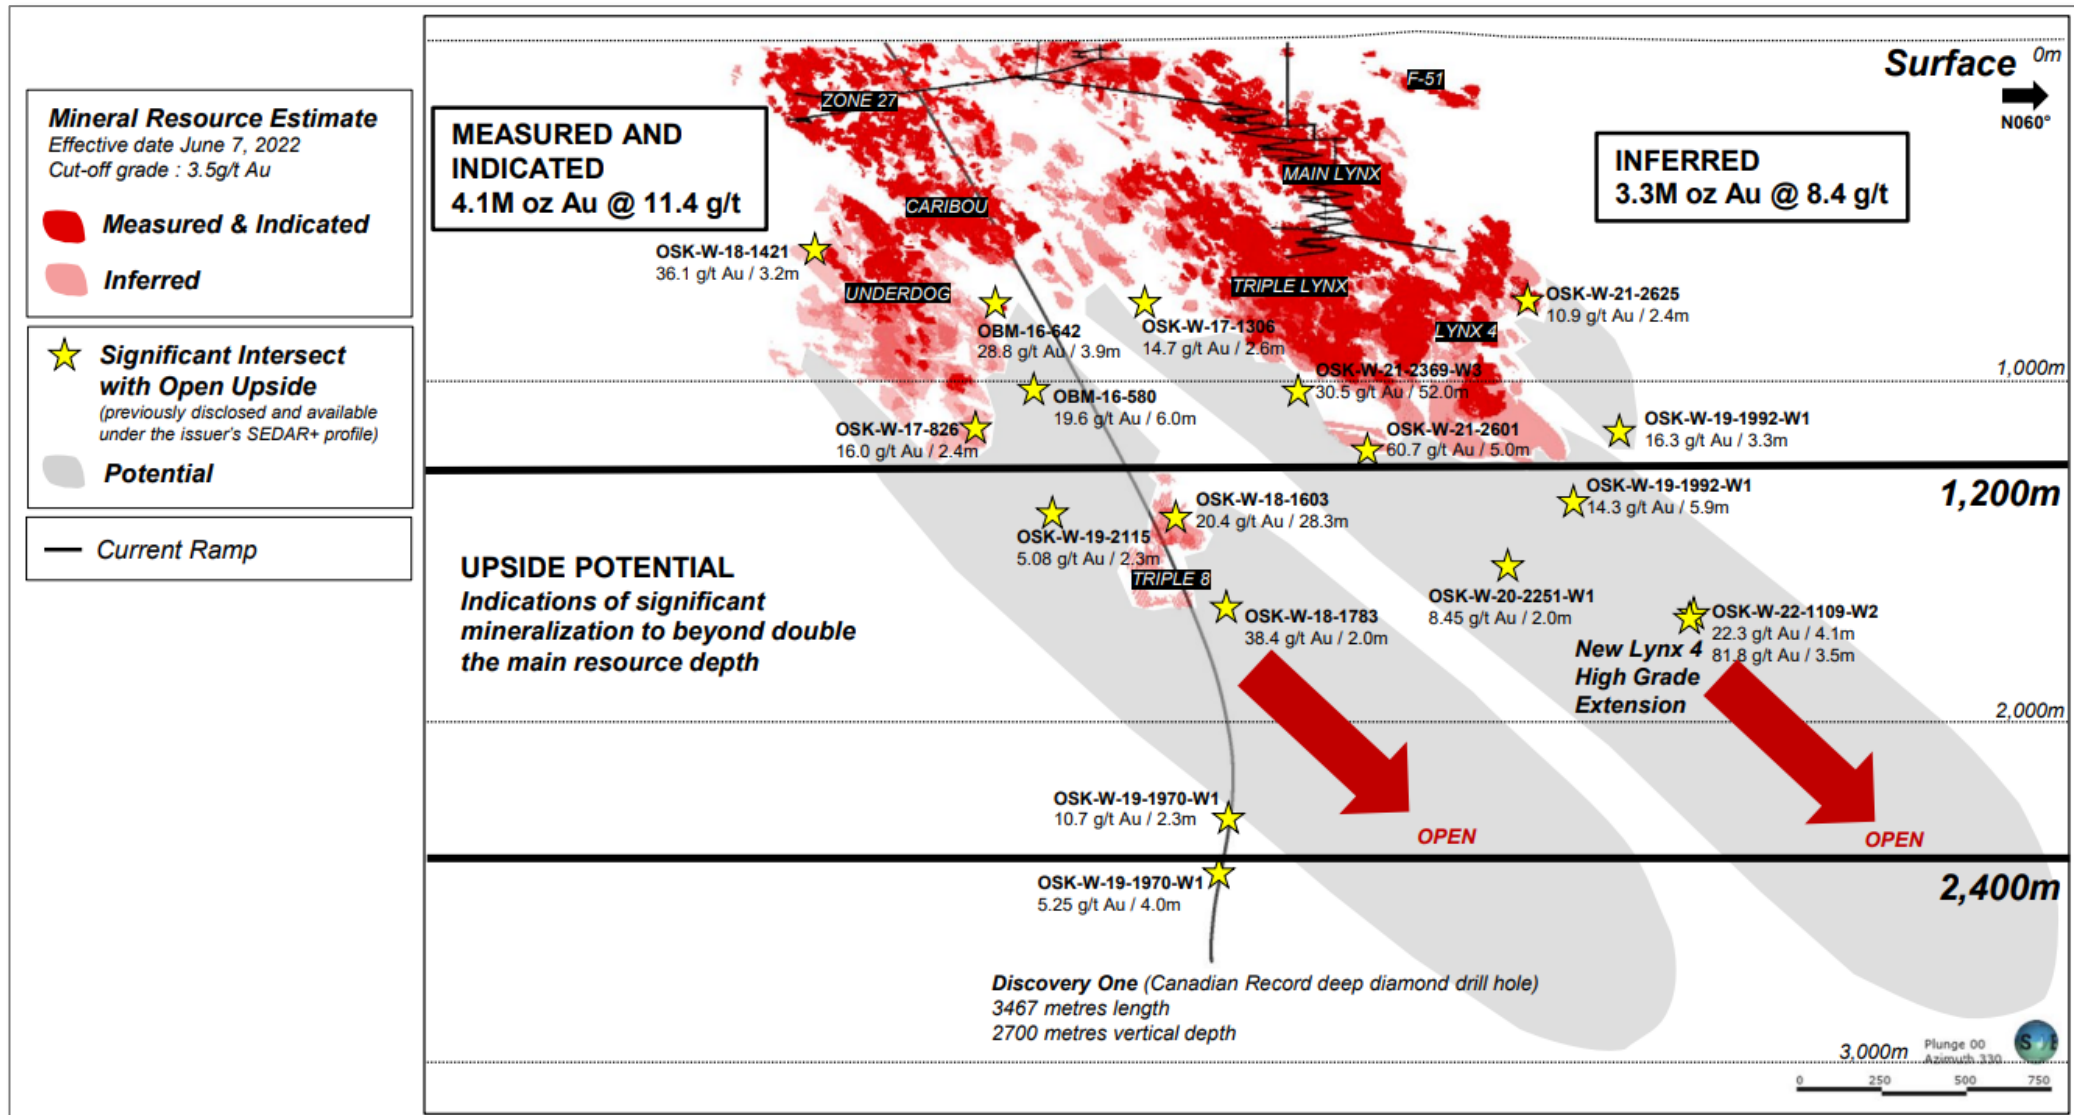 Mineral Resource Estimate
Effective date June 7, 2022
Cut-off grade : 3.5g/t Au
Measured & Indicated
Inferred
Significant Intersect
with Open Upside
(previously disclosed and available
under the issuer's SEDAR+ profile)
Potential
Current Ramp
Surface 0m
N060°
MEASURED AND
INDICATED
4.1M oz Au @ 11.4 g/t
INFERRED
3.3M oz Au @ 8.4 g/t
ZONE 27
F-51
MAIN LYNX
CARIBOU
UNDERDOG
TRIPLE LYNX
LYNX 4
OSK-W-18-1421
36.1 g/t Au / 3.2m
OBM-16-642
28.8 g/t Au / 3.9m
OSK-W-17-1306
14.7 g/t Au / 2.6m
OSK-W-21-2625
10.9 g/t Au / 2.4m
1,000m
OSK-W-21-2369-W3
30.5 g/t Au / 52.0m
OBM-16-580
19.6 g/t Au / 6.0m
OSK-W-17-826
16.0 g/t Au / 2.4m
OSK-W-21-2601
60.7 g/t Au / 5.0m
OSK-W-19-1992-W1
16.3 g/t Au / 3.3m
1,200m
OSK-W-19-1992-W1
14.3 g/t Au / 5.9m
OSK-W-18-1603
20.4 g/t Au / 28.3m
OSK-W-19-2115
5.08 g/t Au / 2.3m
TRIPLE 8
UPSIDE POTENTIAL
Indications of significant
mineralization to beyond double
the main resource depth
OSK-W-18-1783
38.4 g/t Au / 2.0m
OSK-W-20-2251-W1
8.45 g/t Au / 2.0m
OSK-W-22-1109-W2
22.3 g/t Au / 4.1m
81.8 g/t Au / 3.5m
New Lynx 4
High Grade
Extension
2,000m
OSK-W-19-1970-W1
10.7 g/t Au / 2.3m
OPEN
OPEN
2,400m
OSK-W-19-1970-W1
5.25 g/t Au / 4.0m
Discovery One (Canadian Record deep diamond drill hole)
3467 metres length
2700 metres vertical depth
3,000m
Plunge 00
Azimuth 330
S
E
0 250 500 750